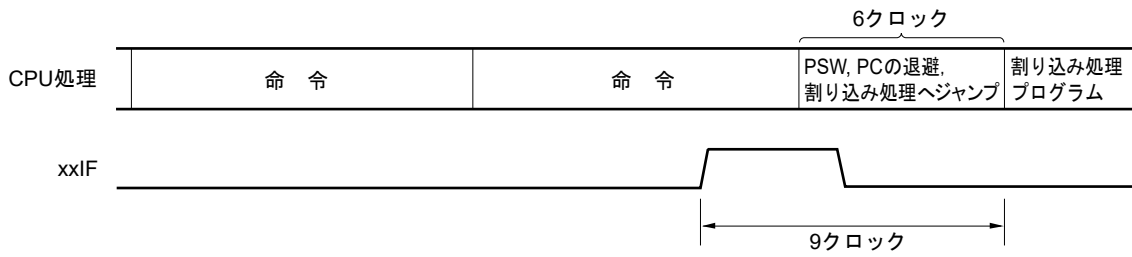 6クロック
CPU処理
命 令
命 令
PSW, PCの退避,
割り込み処理へジャンプ
割り込み処理
プログラム
xxIF
9クロック